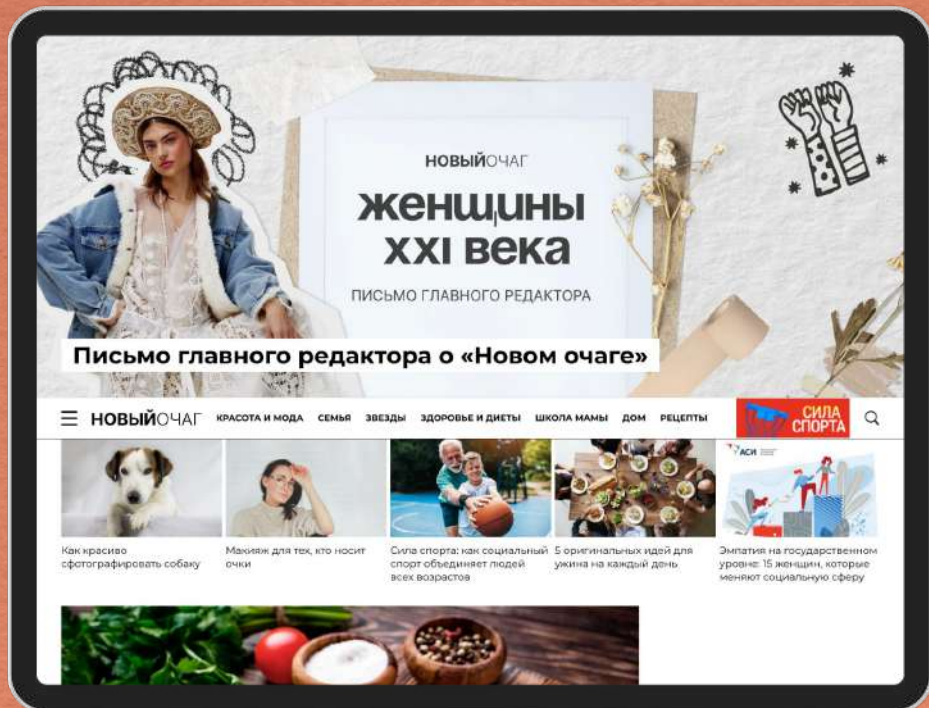 НОВЫЙОЧАГ
женщины
XXI века
ПИСЬМО ГЛАВНОГО РЕДАКТОРА
Письмо главного редактора о «Новом очаге»
НОВЫЙОЧАГ КРАСОТА И МОДА СЕМЬЯ ЗВЕЗДЫ ЗДОРОВЬЕ И ДИЕТЫ ШКОЛА МАМЫ ДОМ РЕЦЕПТЫ
СИЛА
СПОРТА
АСИ
Как красиво
сфотографировать собаку
Макияж для тех, кто носит
очки
Сила спорта: как социальный
спорт объединяет людей
всех возрастов
5 оригинальных идей для
ужина на каждый день
Эмпатия на государственном
уровне: 15 женщин, которые
меняют социальную сферу